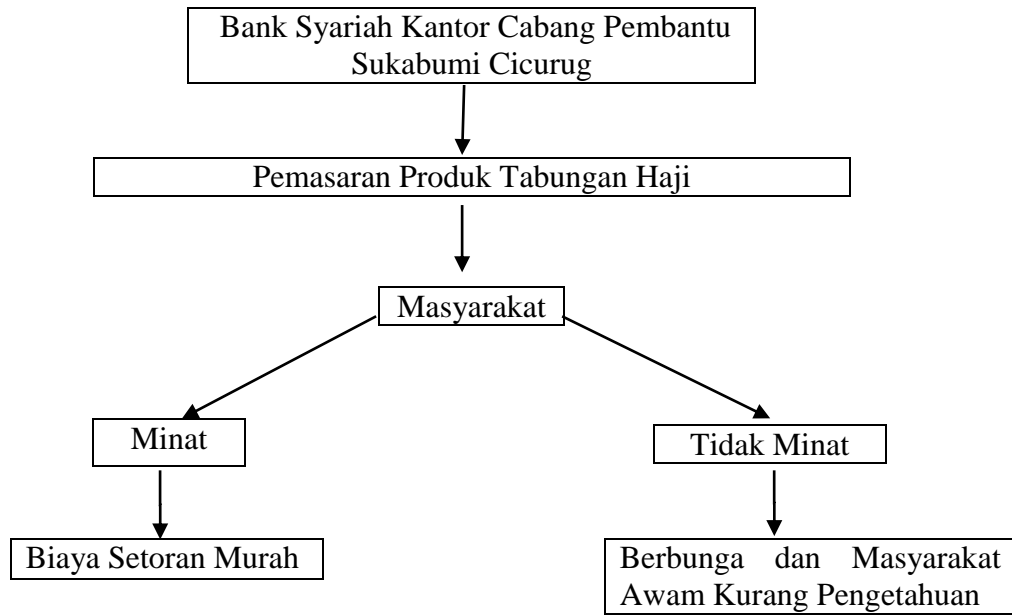 Bank Syariah Kantor Cabang Pembantu
Sukabumi Cicurug
Pemasaran Produk Tabungan Haji
Masyarakat
Minat
Tidak Minat
Biaya Setoran Murah
Berbunga dan Masyarakat
Awam Kurang Pengetahuan